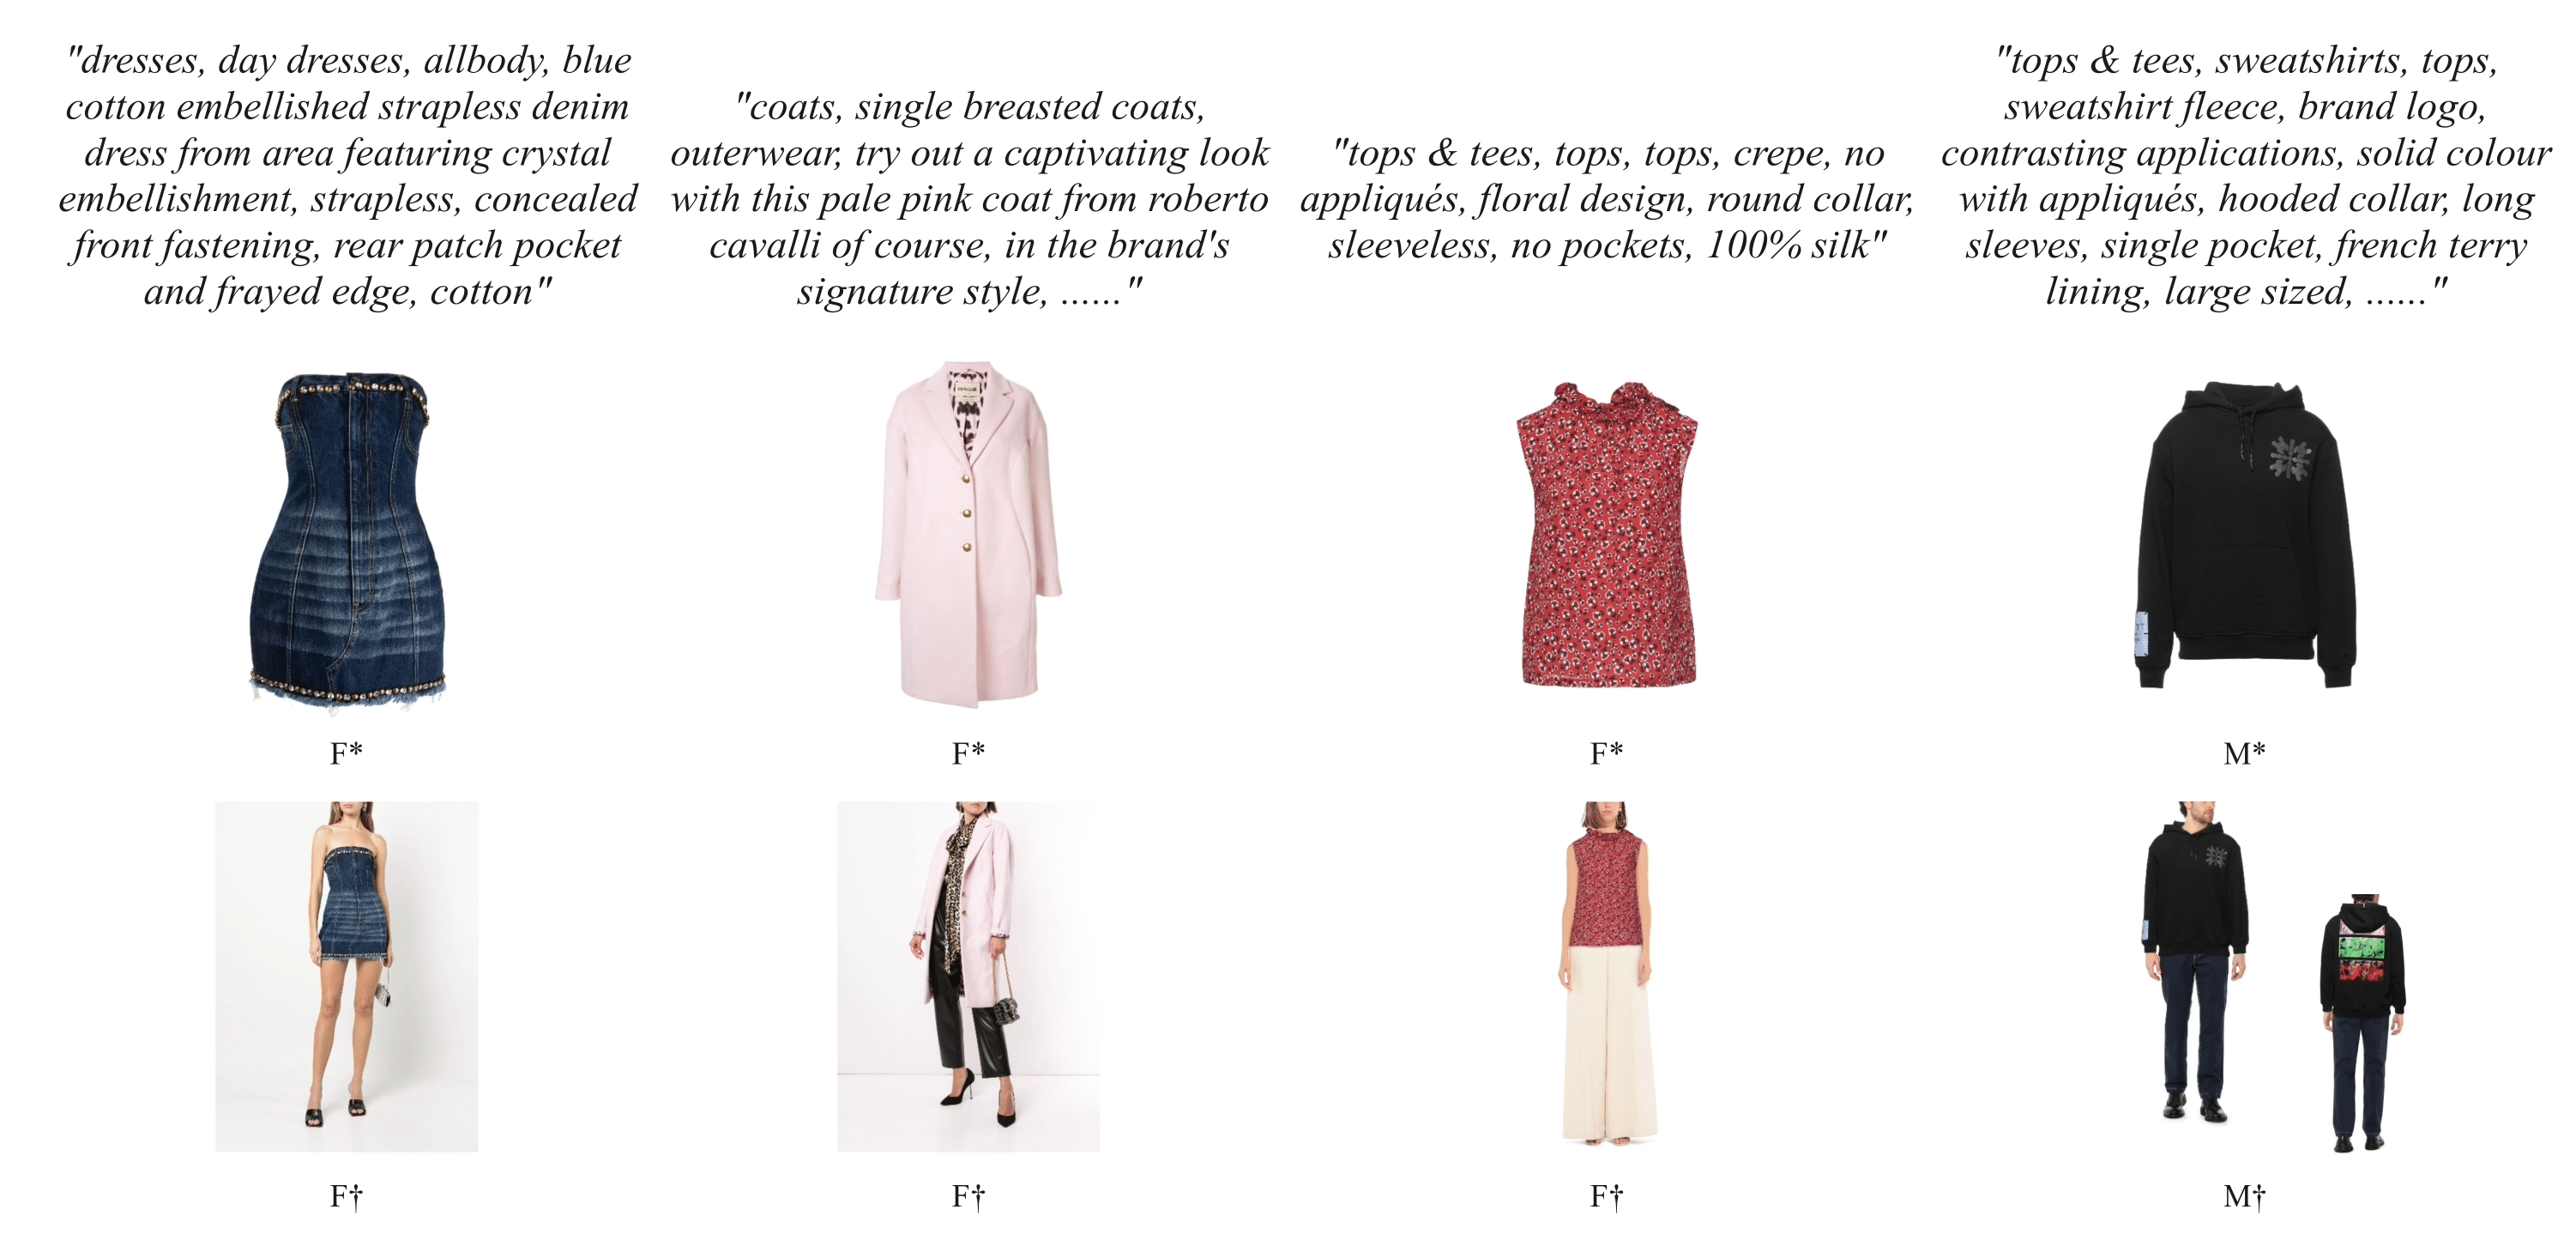 "dresses, day dresses, allbody, blue
cotton embellished strapless denim
dress from area featuring crystal
embellishment, strapless, concealed
front fastening, rear patch pocket
and frayed edge, cotton"
"coats, single breasted coats,
outerwear, try out a captivating look
with this pale pink coat from roberto
cavalli of course, in the brand's
signature style, ......"
"tops & tees, tops, tops, crepe, no
appliqués, floral design, round collar,
sleeveless, no pockets, 100% silk"
"tops & tees, sweatshirts, tops,
sweatshirt fleece, brand logo,
contrasting applications, solid colour
with appliqués, hooded collar, long
sleeves, single pocket, french terry
lining, large sized, ......"
F*
F*
F*
M*
F†
F†
F†
M†